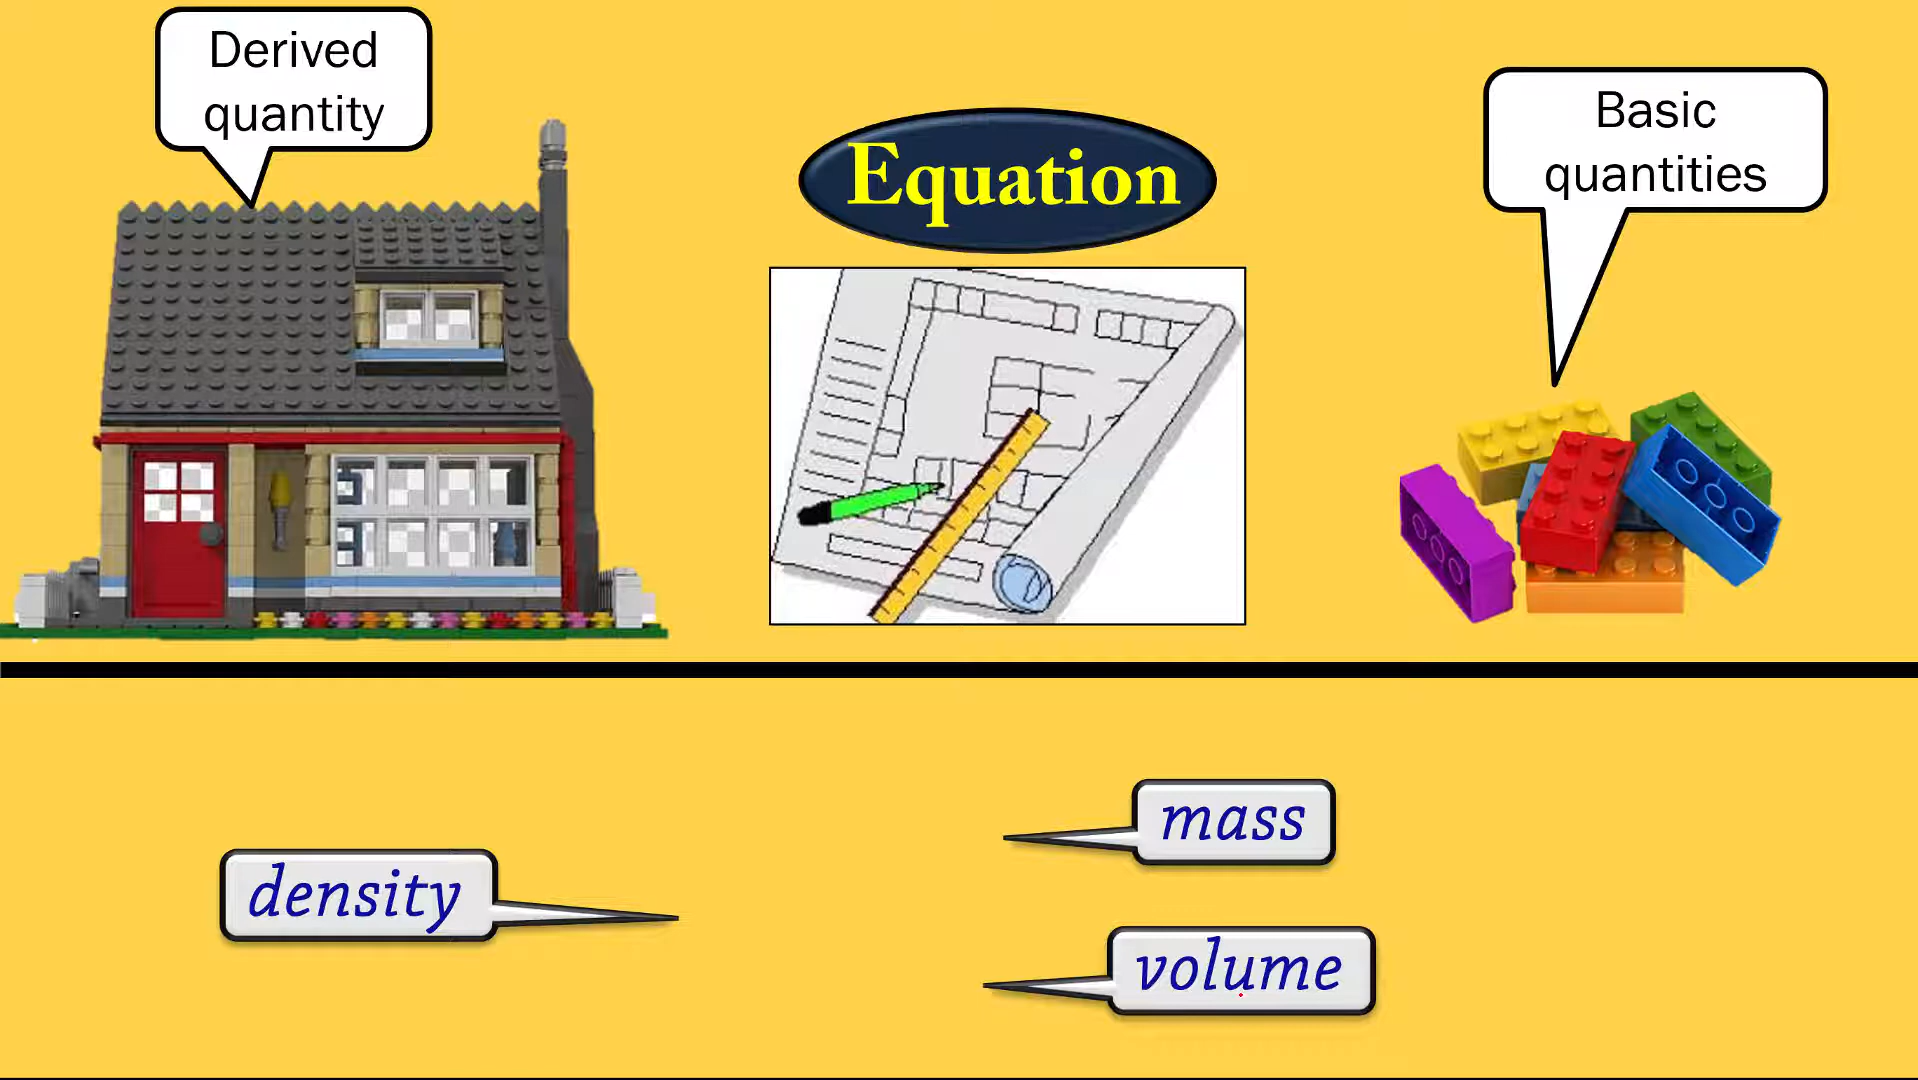 Derived
quantity
Equation
Basic
quantities
density
mass
volume